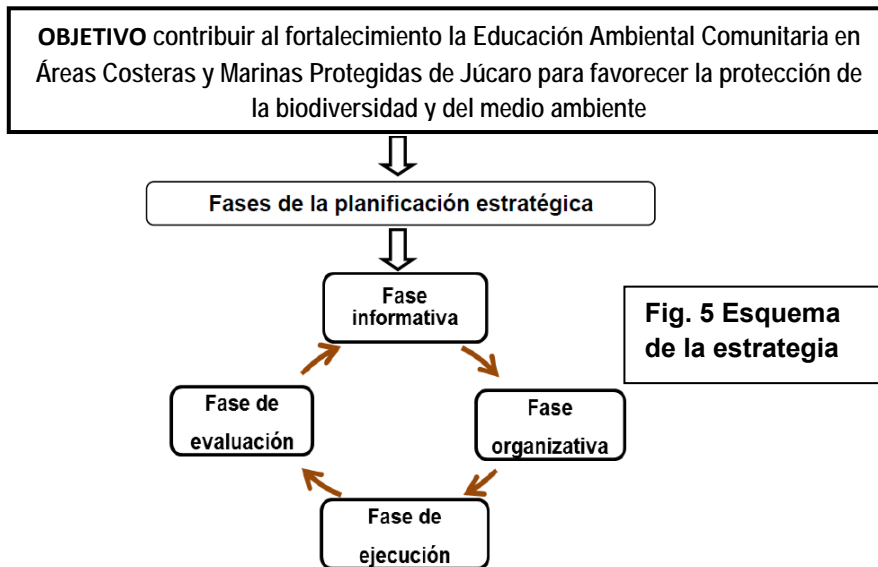 OBJETIVO contribuir al fortalecimiento la Educación Ambiental Comunitaria en
Áreas Costeras y Marinas Protegidas de Júcaro para favorecer la protección de
la biodiversidad y del medio ambiente
Fases de la planificación estratégica
Fase
informativa
Fig. 5 Esquema
de la estrategia
Fase de
evaluación
Fase
organizativa
Fase de
ejecución